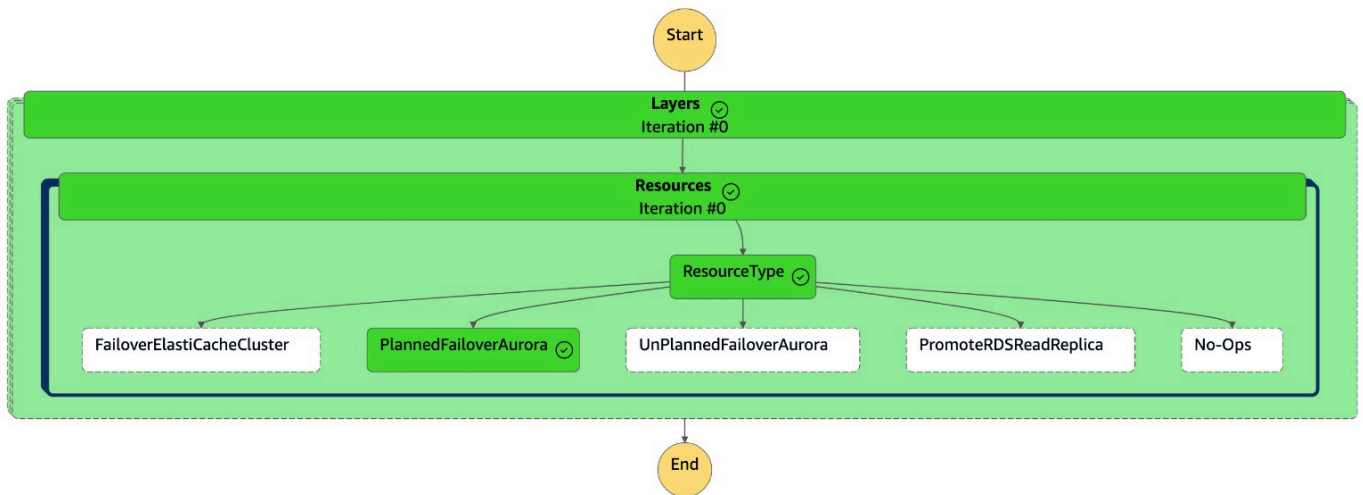 Start
Layers
Iteration #0
Resources
Iteration #0
ResourceType
FailoverElastiCacheCluster
PlannedFailoverAurora
UnPlannedFailoverAurora
PromoteRDSReadReplica
No-Ops
End